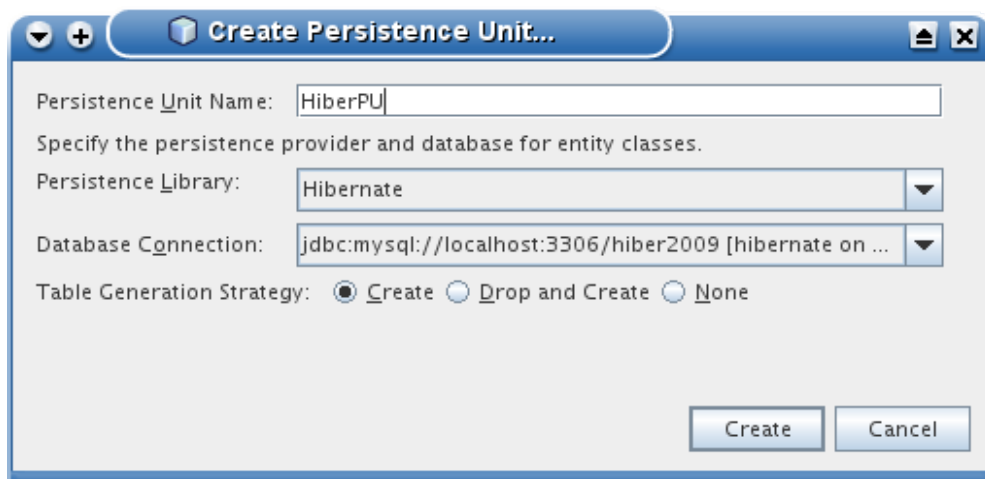 Create Persistence Unit...
Persistence Unit Name: HiberPU
Specify the persistence provider and database for entity classes.
Persistence Library: Hibernate
Database Connection: jdbc:mysql://localhost:3306/hiber2009 [hibernate on ...
Table Generation Strategy: Create Drop and Create None
Create Cancel